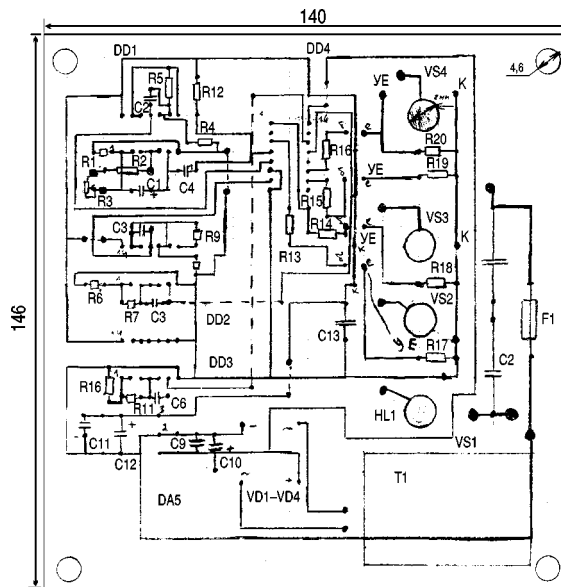 140
146
4,6
DD1
DD4
VS4
K
УЕ
R5
R12
C2
R4
R20
R16
R19
R1
R2
УЕ
C1
C4
R3
R15
R14
VS3
C3
R9
R13
УЕ
K
R18
R6
R7
C3
VS2
DD2
C13
F1
УЕ
DD3
R17
C2
R16
R11
C6
HL1
VS1
C11
C12
C9
C10
DA5
VD1–VD4
T1